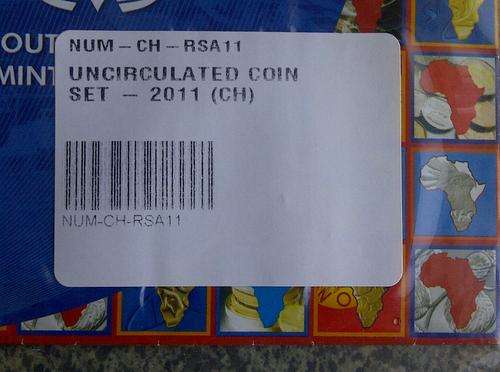 OUT
MINT
NUM - CH - RSA11
UNCIRCULATED COIN
SET - 2011 (CH)
NUM-CH-RSA11